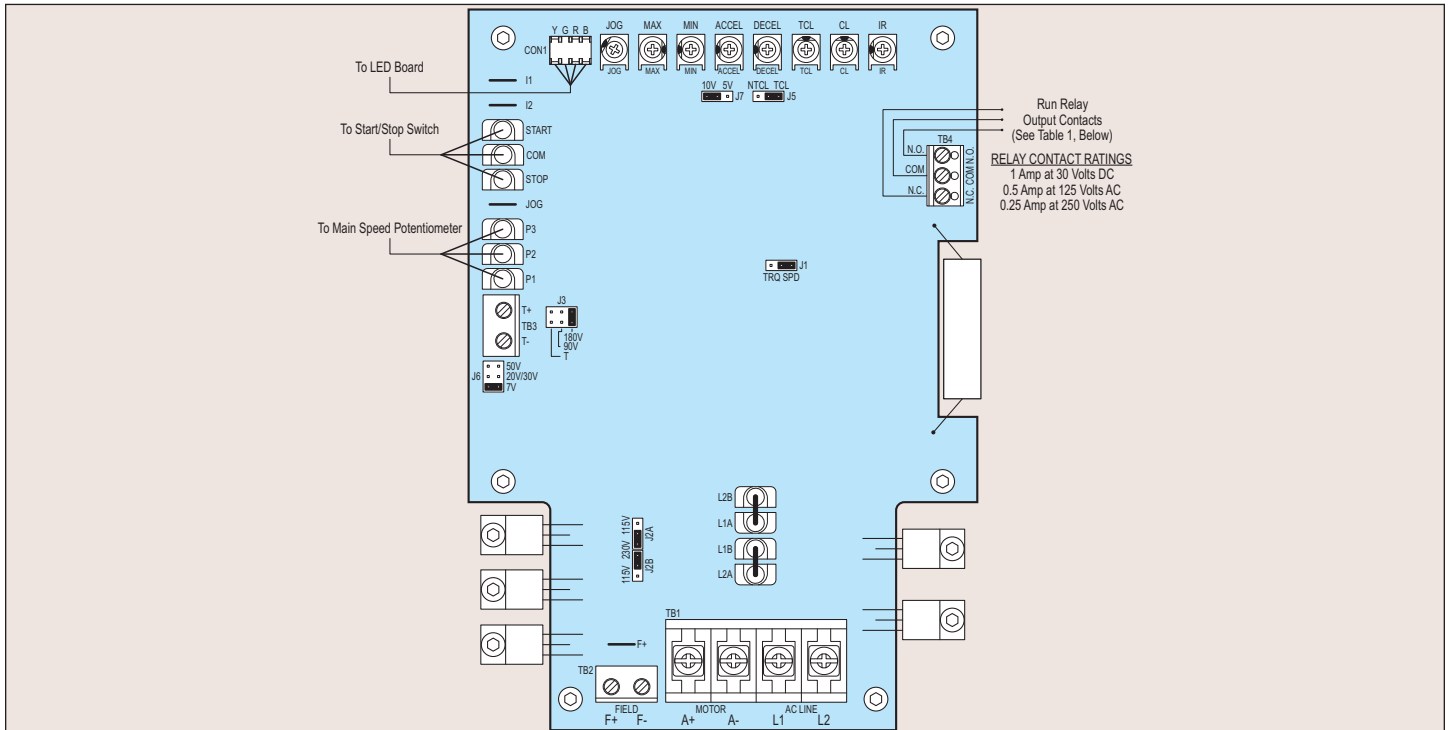 Y G R B
CON1
JOG MAX MIN ACCEL DECEL TCL CL IR
JOG MAX MIN ACCEL DECEL TCL CL IR
To LED Board
I1
I2
10V 5V
J7
NTCL TCL
J5
To Start/Stop Switch
START
COM
STOP
JOG
Run Relay
Output Contacts
(See Table 1, Below)
TB4
N.O.
COM
N.C.
N.C. COM N.O.
RELAY CONTACT RATINGS
1 Amp at 30 Volts DC
0.5 Amp at 125 Volts AC
0.25 Amp at 250 Volts AC
To Main Speed Potentiometer
P3
P2
P1
J1
TRQ SPD
T+
TB3
T-
J3
180V
90V
T
J6
50V
20V/30V
7V
L2B
L1A
L1B
L2A
115V 230V 115V
J2A
J2B
F+
TB1
TB2
FIELD
F+ F-
MOTOR
A+ A-
AC LINE
L1 L2